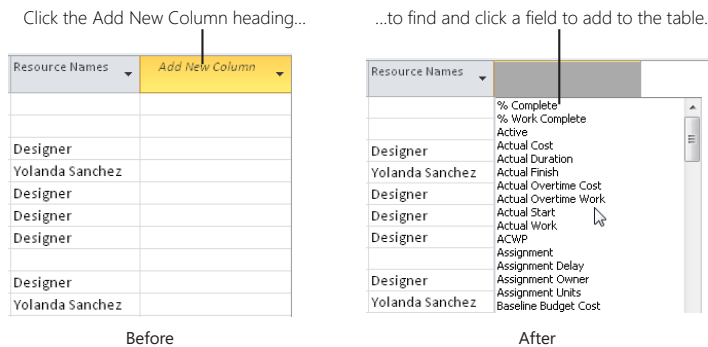 Click the Add New Column heading...
...to find and click a field to add to the table.
Resource Names
Add New Column
Designer
Yolanda Sanchez
Designer
Designer
Designer
Designer
Yolanda Sanchez
Before
Resource Names
Designer
Yolanda Sanchez
Designer
Designer
Designer
Designer
Yolanda Sanchez
% Complete
% Work Complete
Active
Actual Cost
Actual Duration
Actual Finish
Actual Overtime Cost
Actual Overtime Work
Actual Start
Actual Work
ACWP
Assignment
Assignment Delay
Assignment Owner
Assignment Units
Baseline Budget Cost
After